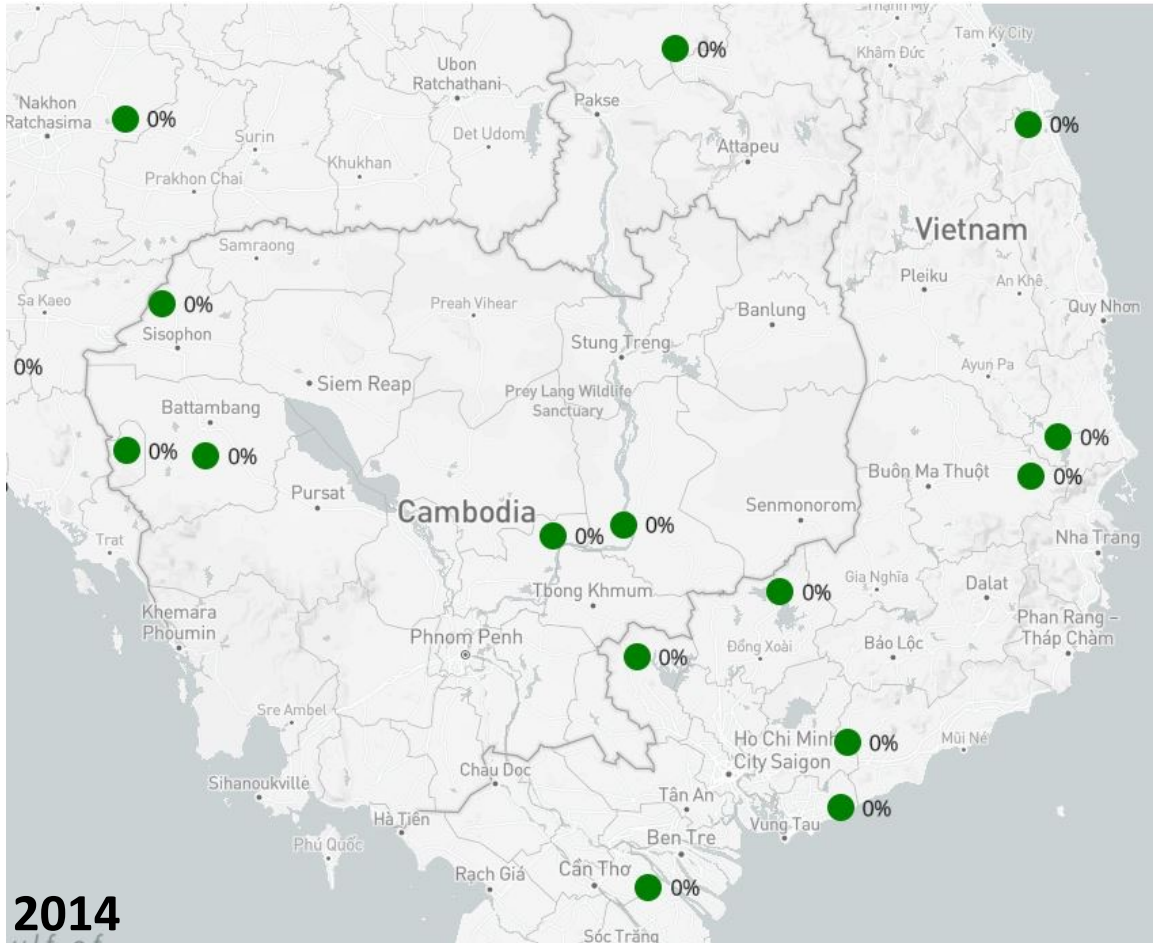 Thành Mỹ
Tam Kỳ City
Khâm Đức
Ubon
Ratchathani
0%
Nakhon
Ratchasima
0%
Pakse
0%
Surin
Det Udom
Attapeu
Khukhan
Prakhon Chai
Vietnam
Samraong
Pleiku
An Khê
Sa Kaeo
0%
Preah Vihear
Banlung
Quy Nhơn
Sisophon
Stung Treng
0%
Ayun Pa
Siem Reap
Prey Lang Wildlife
Sanctuary
Battambang
0%
0%
0%
Buôn Ma Thuột
0%
Pursat
Cambodia
Senmonorom
0%
0%
Trat
Nha Trang
Tbong Khmum
0%
Gia Nghĩa
Dalat
Khemara
Phoumin
Phan Rang –
Tháp Chàm
Phnom Penh
0%
Đồng Xoài
Bảo Lộc
Sre Ambel
Ho Chi Minh
City Saigon
0%
Mũi Né
Chau Doc
Sihanoukville
Tân An
0%
Hà Tiên
Vung Tau
Phú Quốc
Ben Tre
Rạch Giá
Cần Thơ
0%
2014
Sóc Trăng